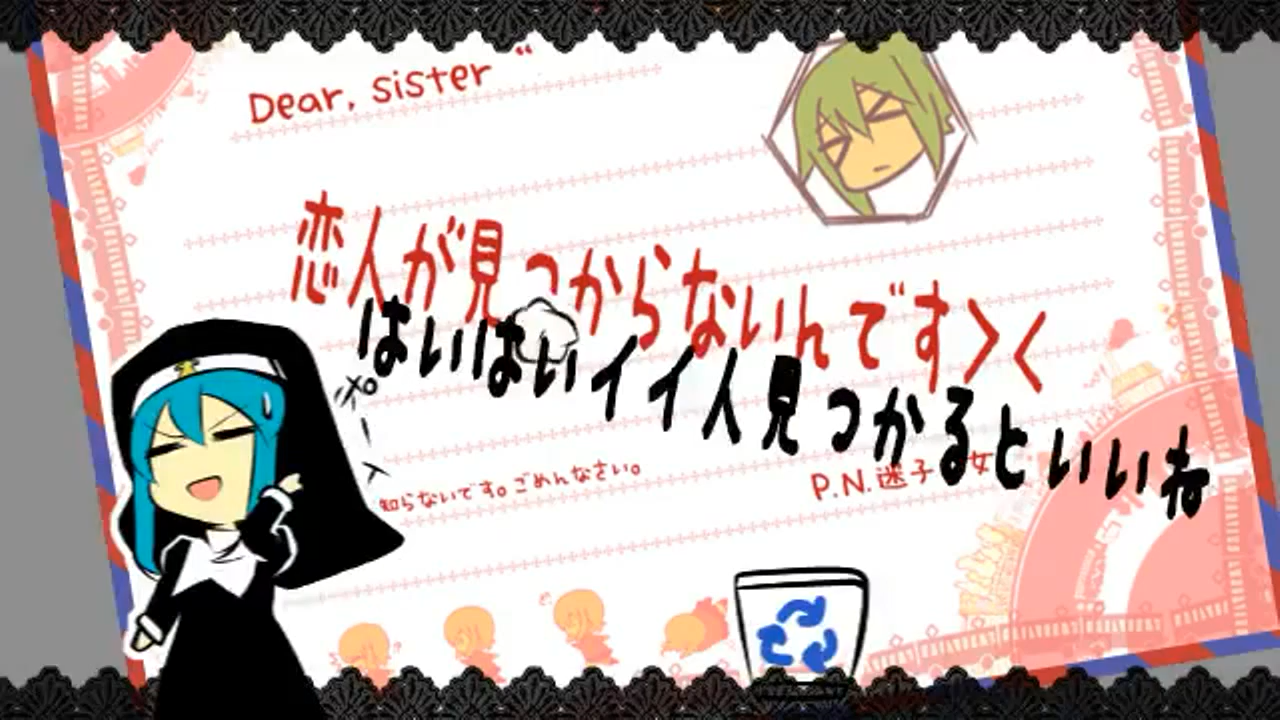 Dear, sister
恋人が見つからないんです＞＜
はいはいイイ人見つかるといいね
ポーイ
知らないです。ごめんなさい。
P.N.迷子 女